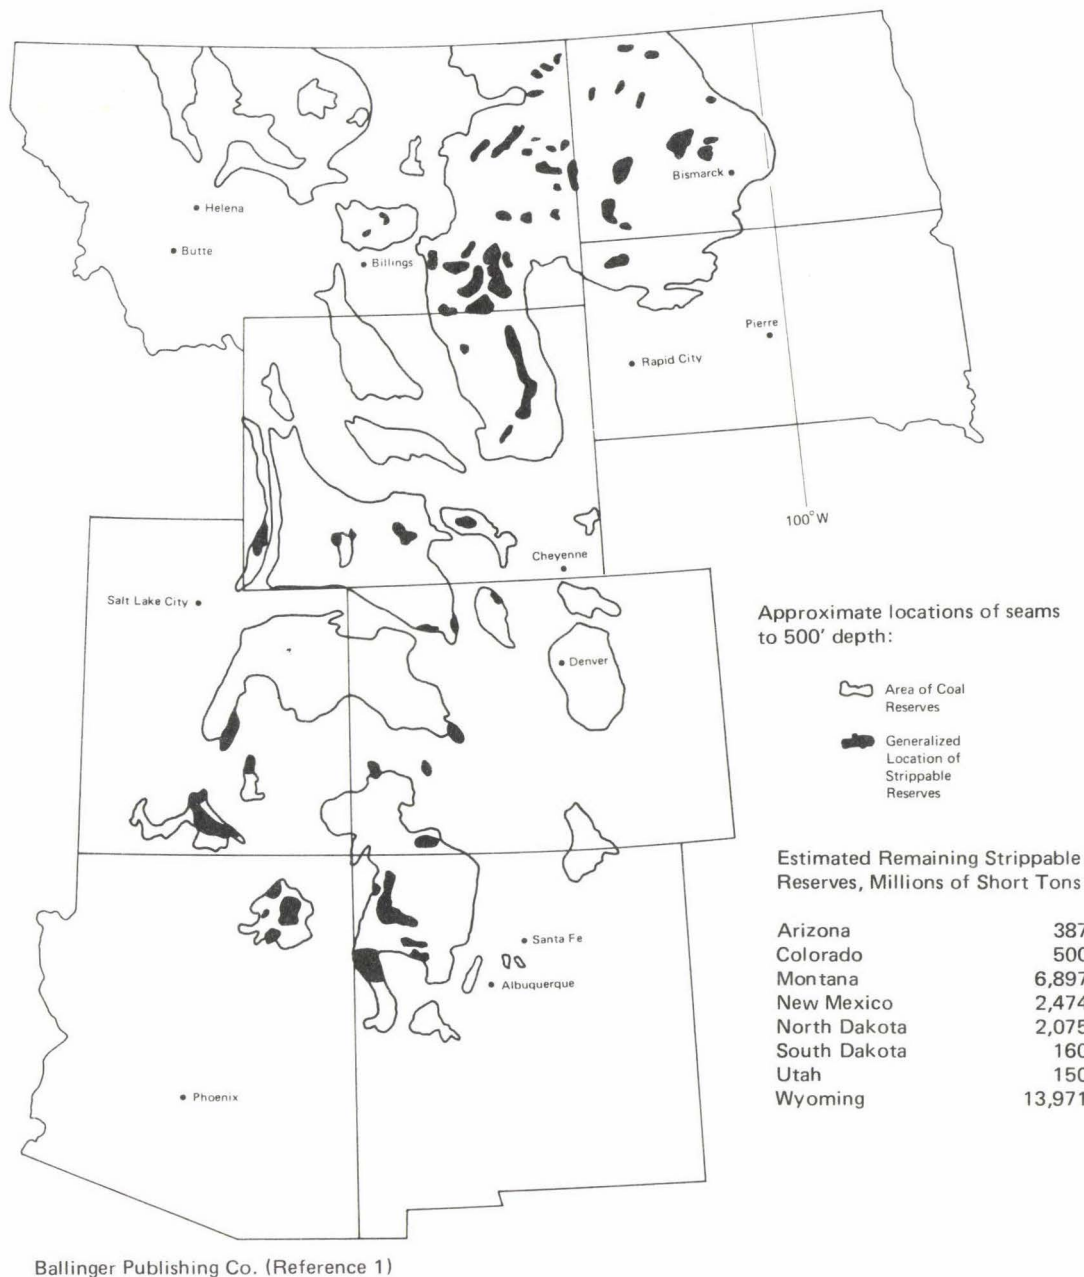 Helena
Butte
Billings
Bismarck
Pierre
Rapid City
100°W
Cheyenne
Salt Lake City
Denver
Approximate locations of seams
to 500' depth:
Area of Coal
Reserves
Generalized
Location of
Strippable
Reserves
Estimated Remaining Strippable
Reserves, Millions of Short Tons
Arizona 387
Colorado 500
Montana 6,897
New Mexico 2,474
North Dakota 2,075
South Dakota 160
Utah 150
Wyoming 13,971
Santa Fe
Albuquerque
Phoenix
Ballinger Publishing Co. (Reference 1)